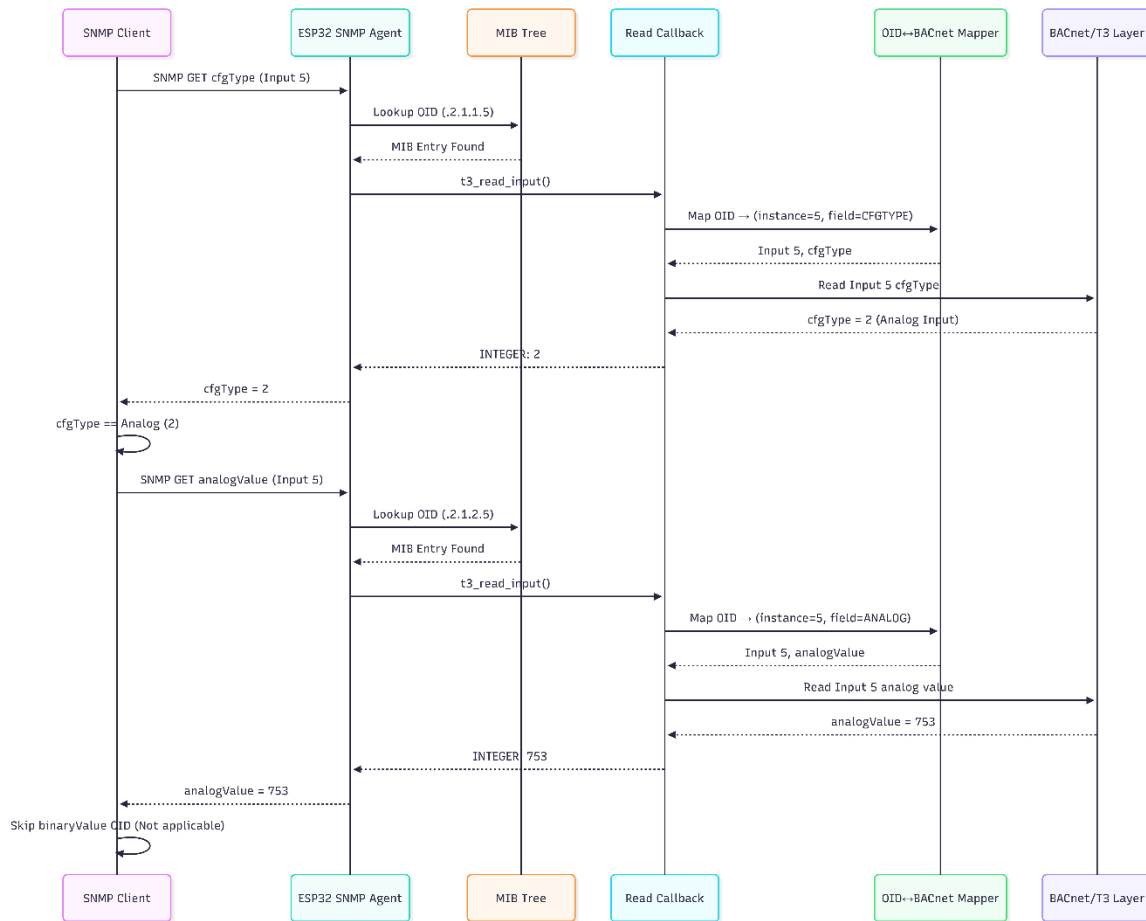 SNMP Client
ESP32 SNMP Agent
MIB Tree
Read Callback
OID↔BACnet Mapper
BACnet/T3 Layer
SNMP GET cfgType (Input 5)
Lookup OID (.2.1.1.5)
MIB Entry Found
t3_read_input()
Map OID → (instance=5, field=CFGTYPE)
Input 5, cfgType
Read Input 5 cfgType
cfgType = 2 (Analog Input)
INTEGER: 2
cfgType = 2
cfgType == Analog (2)
SNMP GET analogValue (Input 5)
Lookup OID (.2.1.2.5)
MIB Entry Found
t3_read_input()
Map OID → (instance=5, field=ANALOG)
Input 5, analogValue
Read Input 5 analog value
analogValue = 753
INTEGER: 753
analogValue = 753
Skip binaryValue OID (Not applicable)
SNMP Client
ESP32 SNMP Agent
MIB Tree
Read Callback
OID↔BACnet Mapper
BACnet/T3 Layer